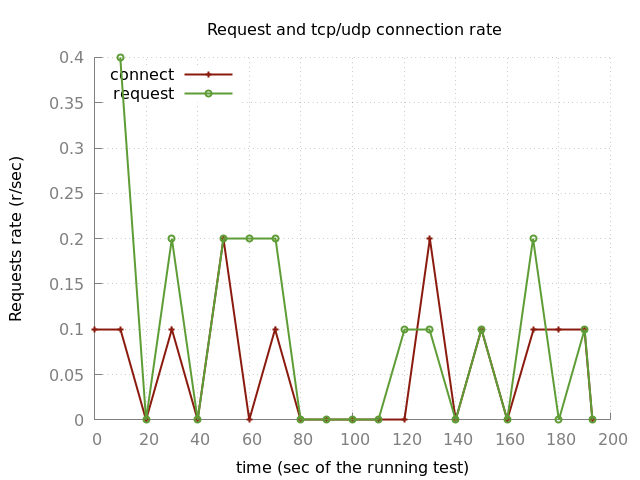 Request and tcp/udp connection rate
0.4
0.35
0.3
0.25
0.2
0.15
0.1
0.05
0
connect
request
Requests rate (r/sec)
0 20 40 60 80 100 120 140 160 180 200
time (sec of the running test)